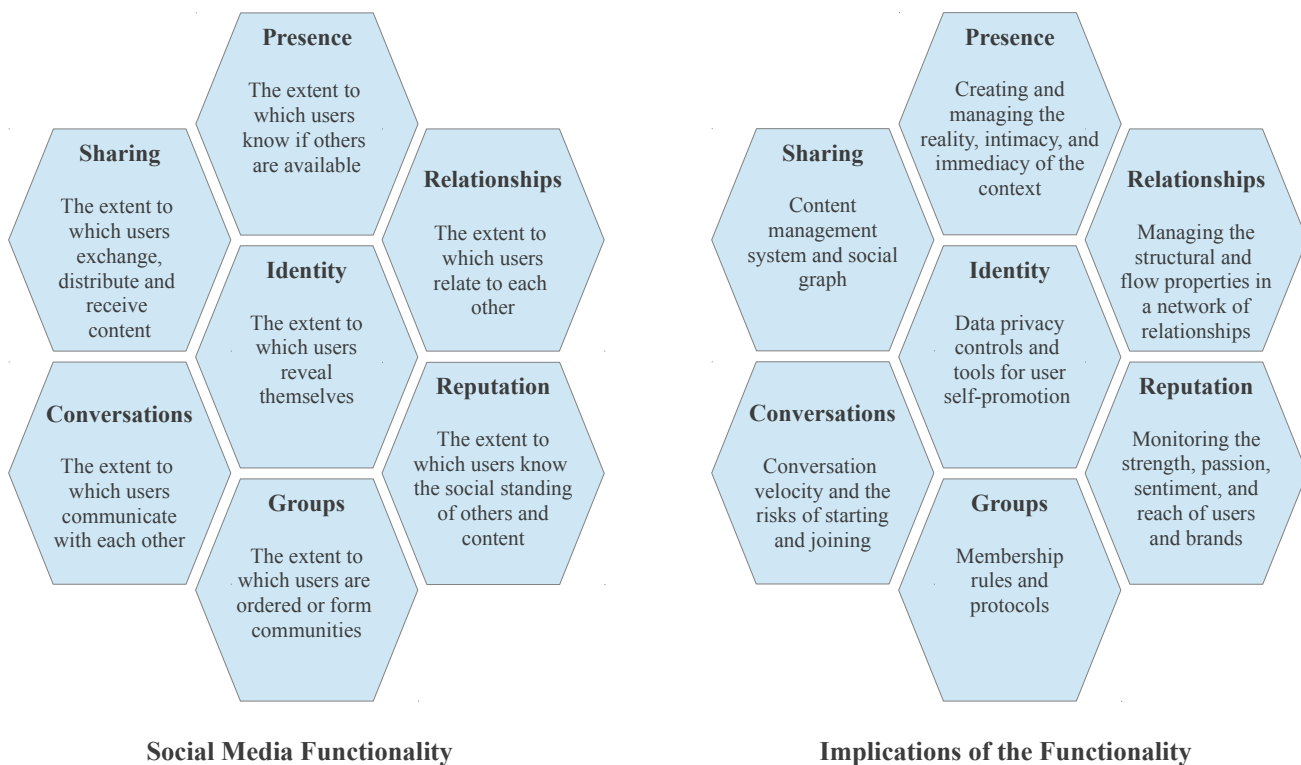 Presence
The extent to
which users
know if others
are available
Sharing
The extent to
which users
exchange,
distribute and
receive
content
Relationships
The extent to
which users
relate to each
other
Identity
The extent to
which users
reveal
themselves
Conversations
The extent to
which users
communicate
with each other
Reputation
The extent to
which users know
the social standing
of others and
content
Groups
The extent to
which users are
ordered or form
communities
Social Media Functionality
Presence
Creating and
managing the
reality, intimacy, and
immediacy of the
context
Sharing
Content
management
system and social
graph
Relationships
Managing the
structural and
flow properties in
a network of
relationships
Identity
Data privacy
controls and
tools for user
self-promotion
Conversations
Conversation
velocity and the
risks of starting
and joining
Reputation
Monitoring the
strength, passion,
sentiment, and
reach of users
and brands
Groups
Membership
rules and
protocols
Implications of the Functionality